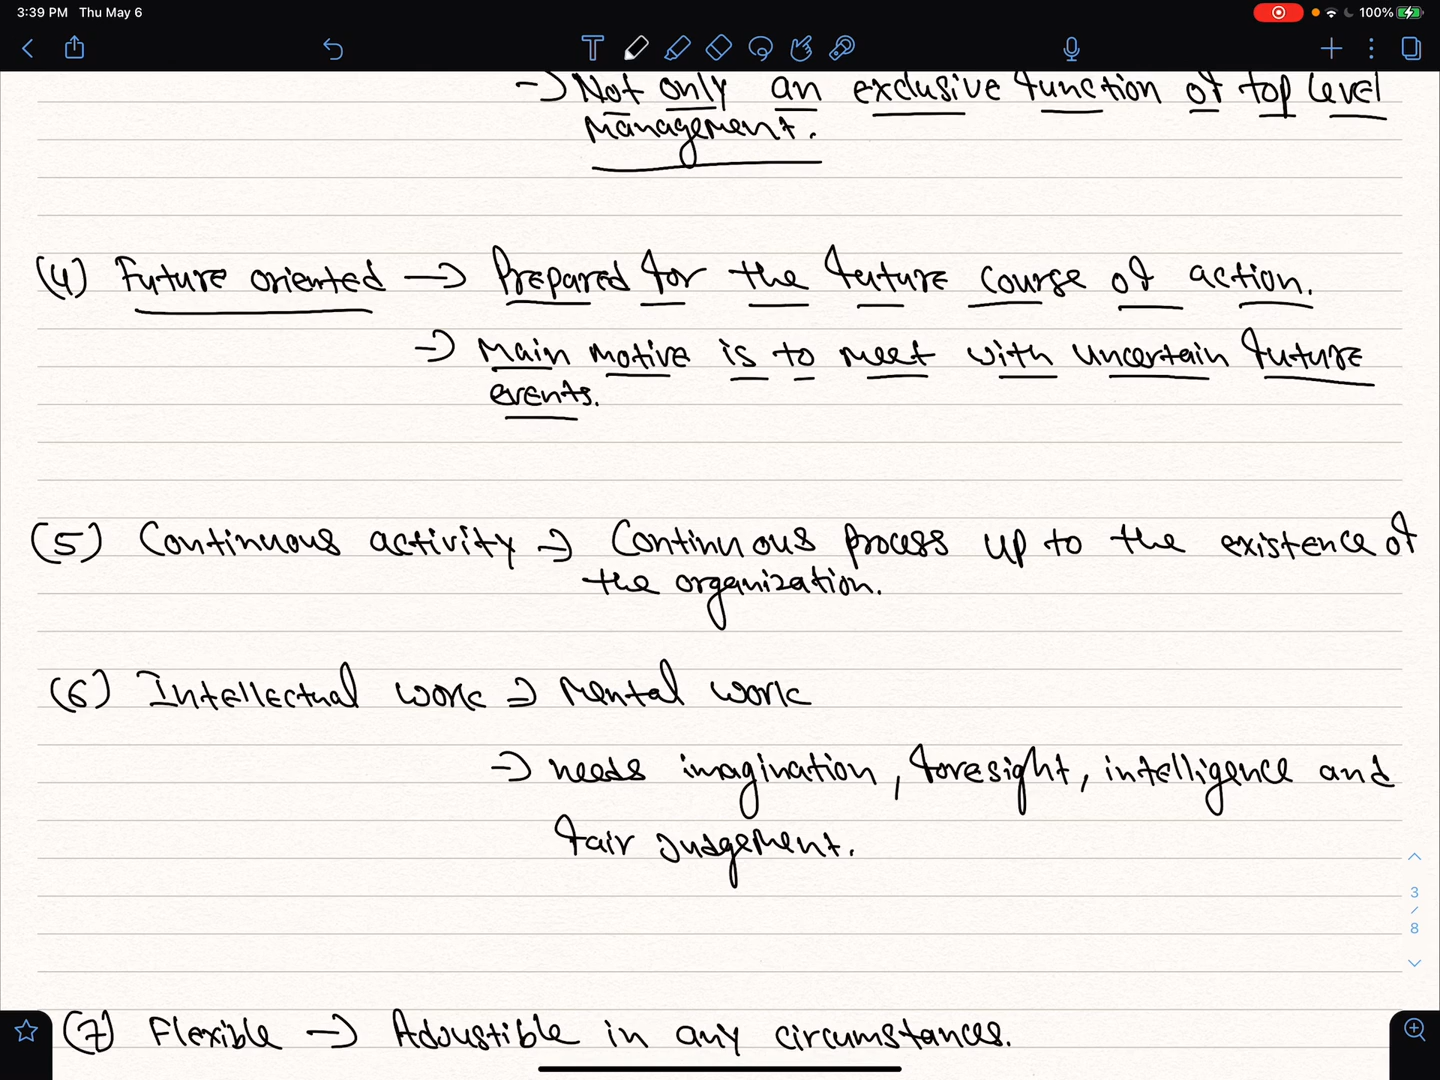 3:39 PM Thu May 6
100%
→ Not only an exclusive function of top level
management.
(4) Future oriented → Prepared for the future course of action.
→ Main motive is to meet with uncertain future
events.
(5) Continuous activity → Continuous process up to the existence of
the organization.
(6) Intellectual work → Mental work
→ needs imagination, foresight, intelligence and
fair judgement.
3
/
8
(7) Flexible → Adjustible in any circumstances.